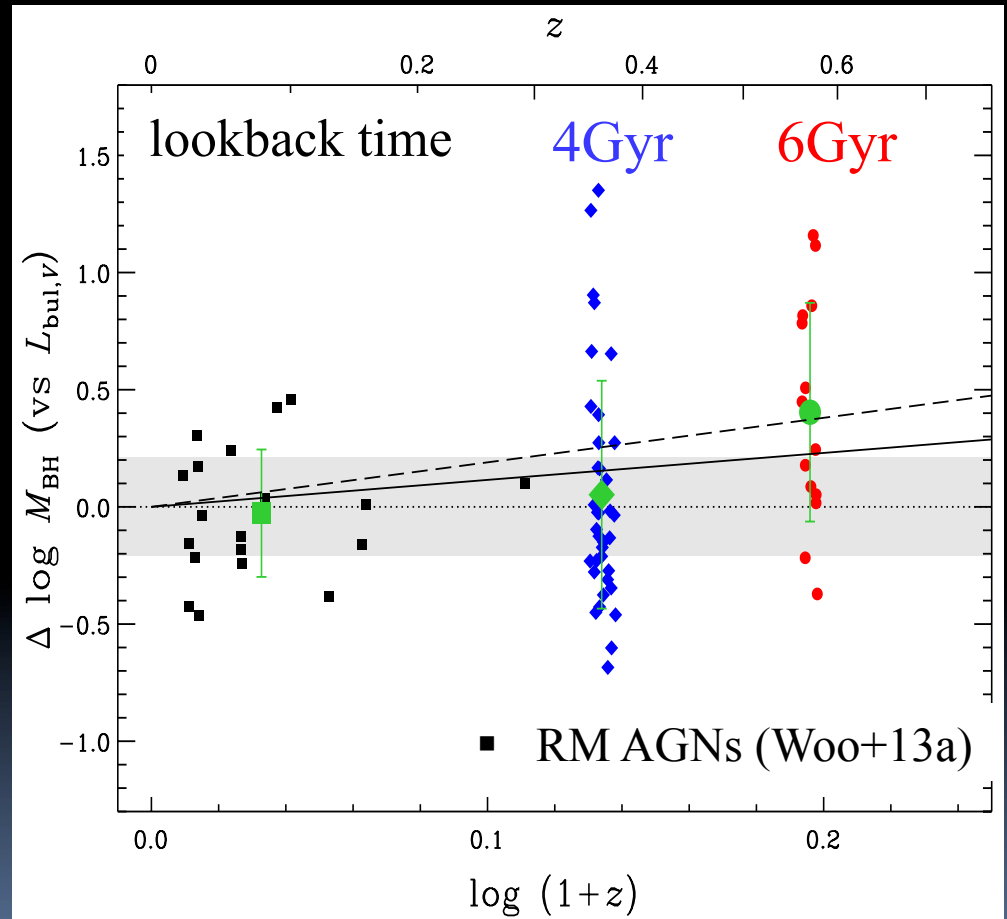 z
0 0.2 0.4 0.6
lookback time 4Gyr 6Gyr
1.5
1.0
0.5
0.0
−0.5
−1.0
Δ log M_BH (vs L_bul,v)
RM AGNs (Woo+13a)
0.0 0.1 0.2
log (1+z)